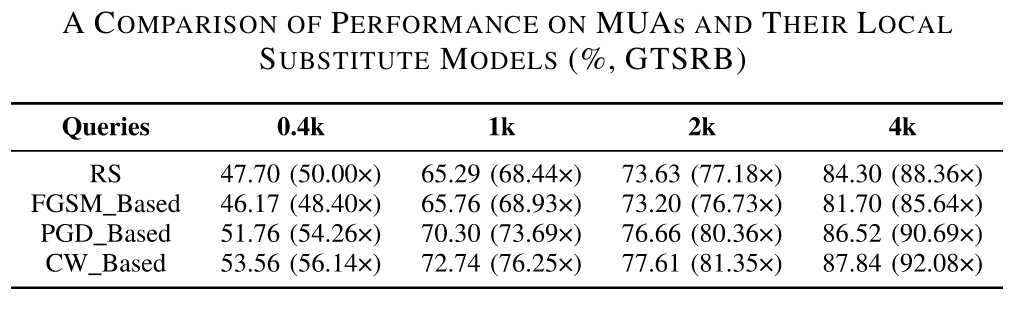 A COMPARISON OF PERFORMANCE ON MUAS AND THEIR LOCAL
SUBSTITUTE MODELS (%, GTSRB)
Queries 0.4k 1k 2k 4k
RS 47.70 (50.00×) 65.29 (68.44×) 73.63 (77.18×) 84.30 (88.36×)
FGSM_Based 46.17 (48.40×) 65.76 (68.93×) 73.20 (76.73×) 81.70 (85.64×)
PGD_Based 51.76 (54.26×) 70.30 (73.69×) 76.66 (80.36×) 86.52 (90.69×)
CW_Based 53.56 (56.14×) 72.74 (76.25×) 77.61 (81.35×) 87.84 (92.08×)